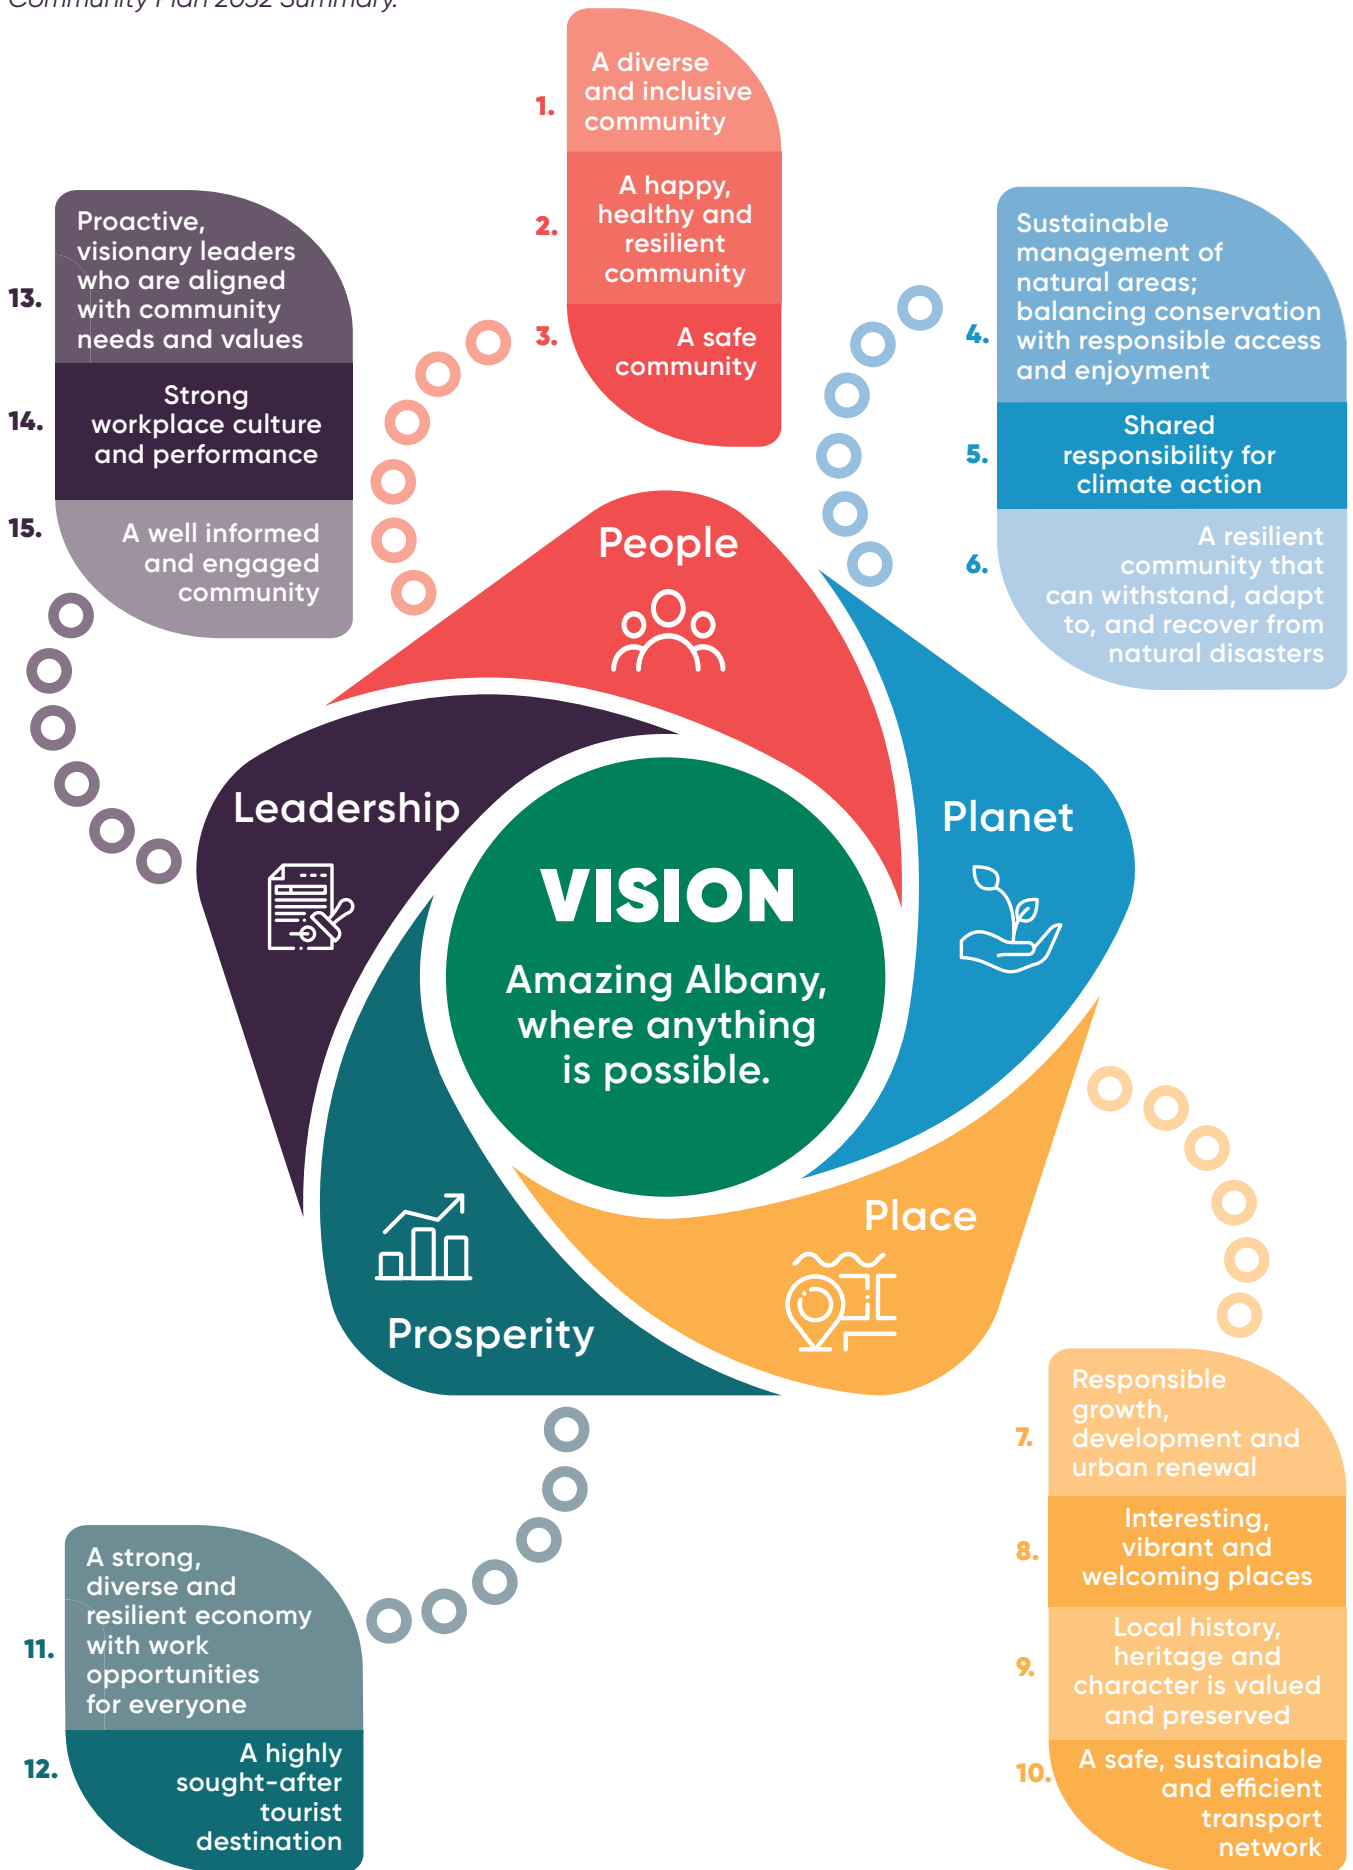 Community Plan 2032 Summary.
1.
A diverse
and inclusive
community
2.
A happy,
healthy and
resilient
community
3.
A safe
community
13.
Proactive,
visionary leaders
who are aligned
with community
needs and values
14.
Strong
workplace culture
and performance
15.
A well informed
and engaged
community
4.
Sustainable
management of
natural areas;
balancing conservation
with responsible access
and enjoyment
5.
Shared
responsibility for
climate action
6.
A resilient
community that
can withstand, adapt
to, and recover from
natural disasters
People
Leadership
Planet
VISION
Amazing Albany,
where anything
is possible.
Place
Prosperity
7.
Responsible
growth,
development and
urban renewal
8.
Interesting,
vibrant and
welcoming places
9.
Local history,
heritage and
character is valued
and preserved
10.
A safe, sustainable
and efficient
transport
network
11.
A strong,
diverse and
resilient economy
with work
opportunities
for everyone
12.
A highly
sought-after
tourist
destination